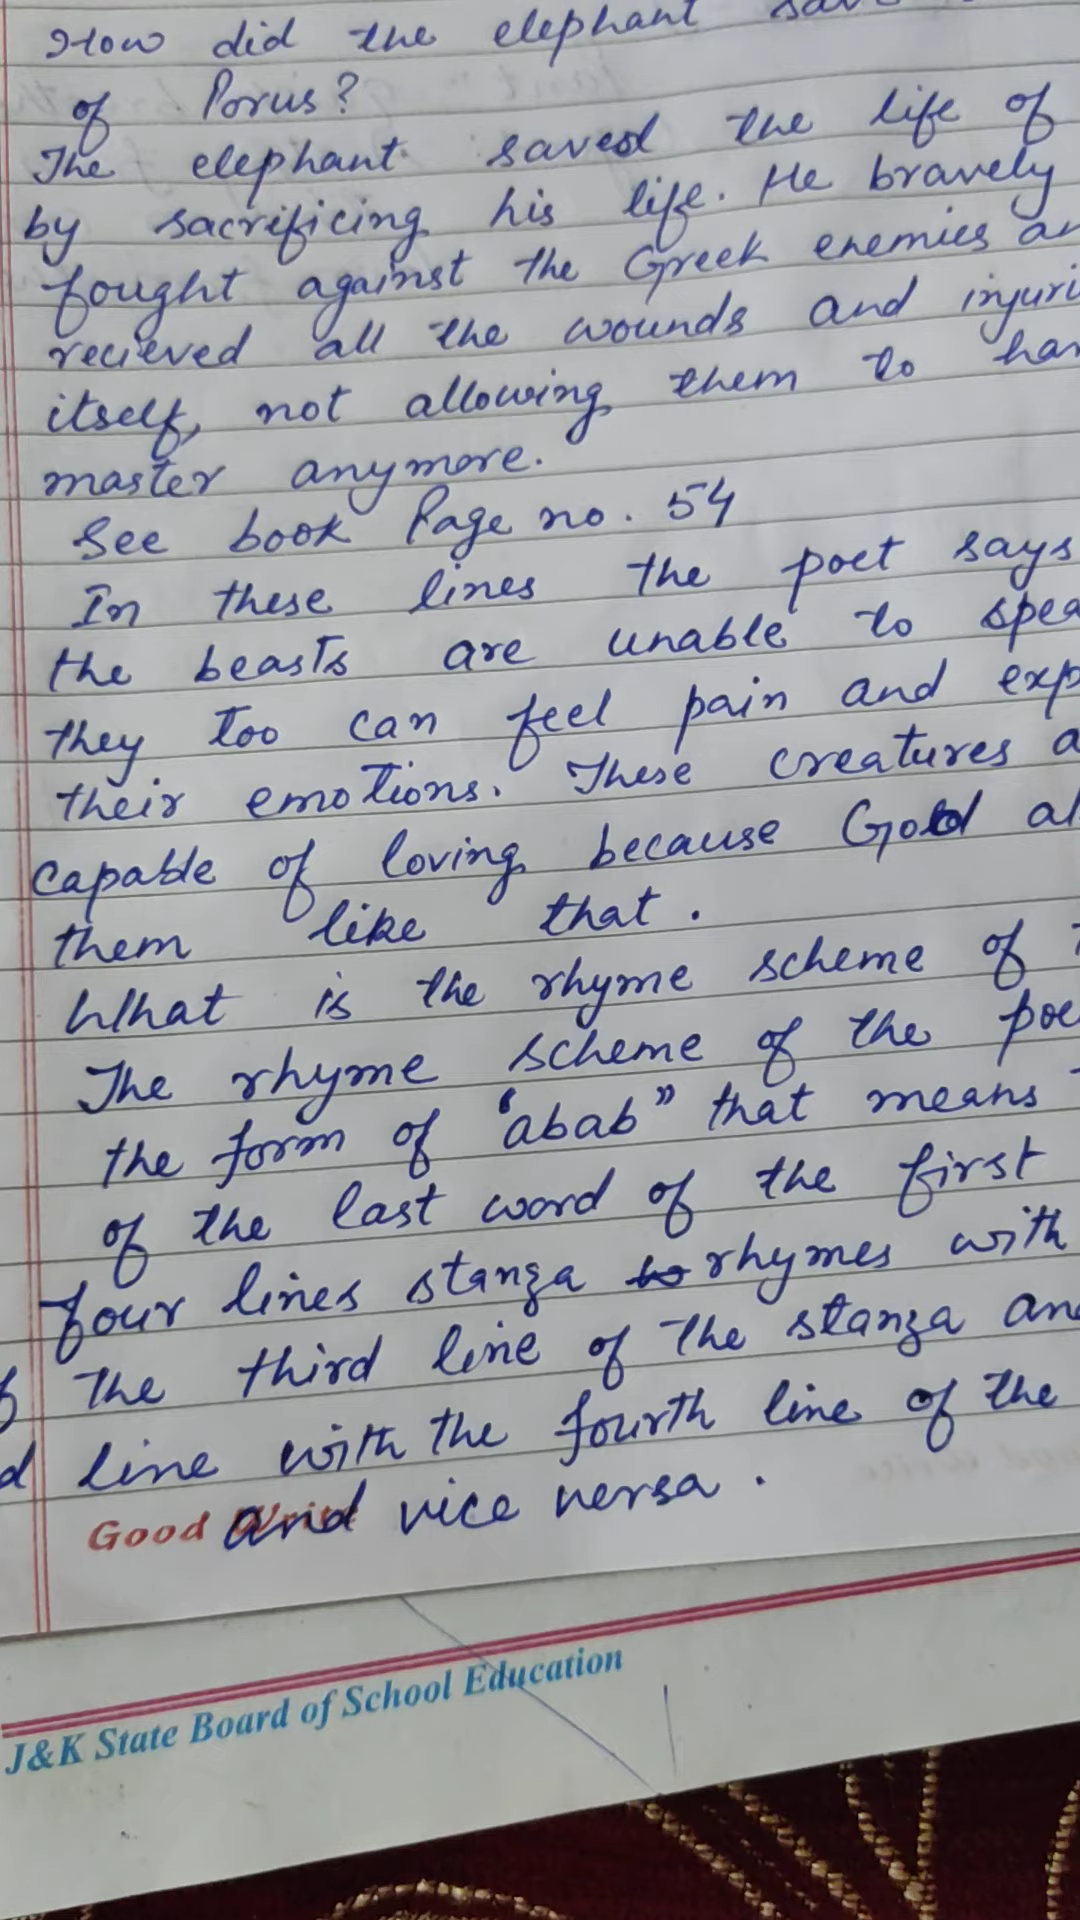 How did the elephant
of Porus?
The elephant saved the life of
by sacrificing his life. He bravely
fought against the Greek enemies
recieved all the wounds and
itself, not allowing them to
master anymore.
See book Page no. 54
In these lines the poet says
the beasts are unable to
they too can feel pain and
their emotions. These creatures
capable of loving because God
them like that.
What is the rhyme scheme of
The rhyme scheme of the
the form of "abab" that means
of the last word of the first
four lines stanza rhymes with
The third line of the stanza
line with the fourth line of the
Good and vice versa.
J&K State Board of School Education